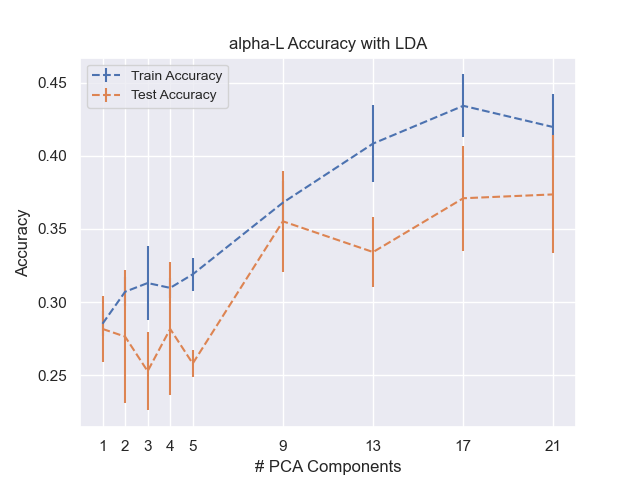 alpha-L Accuracy with LDA
Train Accuracy
Test Accuracy
0.45
0.40
0.35
0.30
0.25
Accuracy
1 2 3 4 5 9 13 17 21
# PCA Components